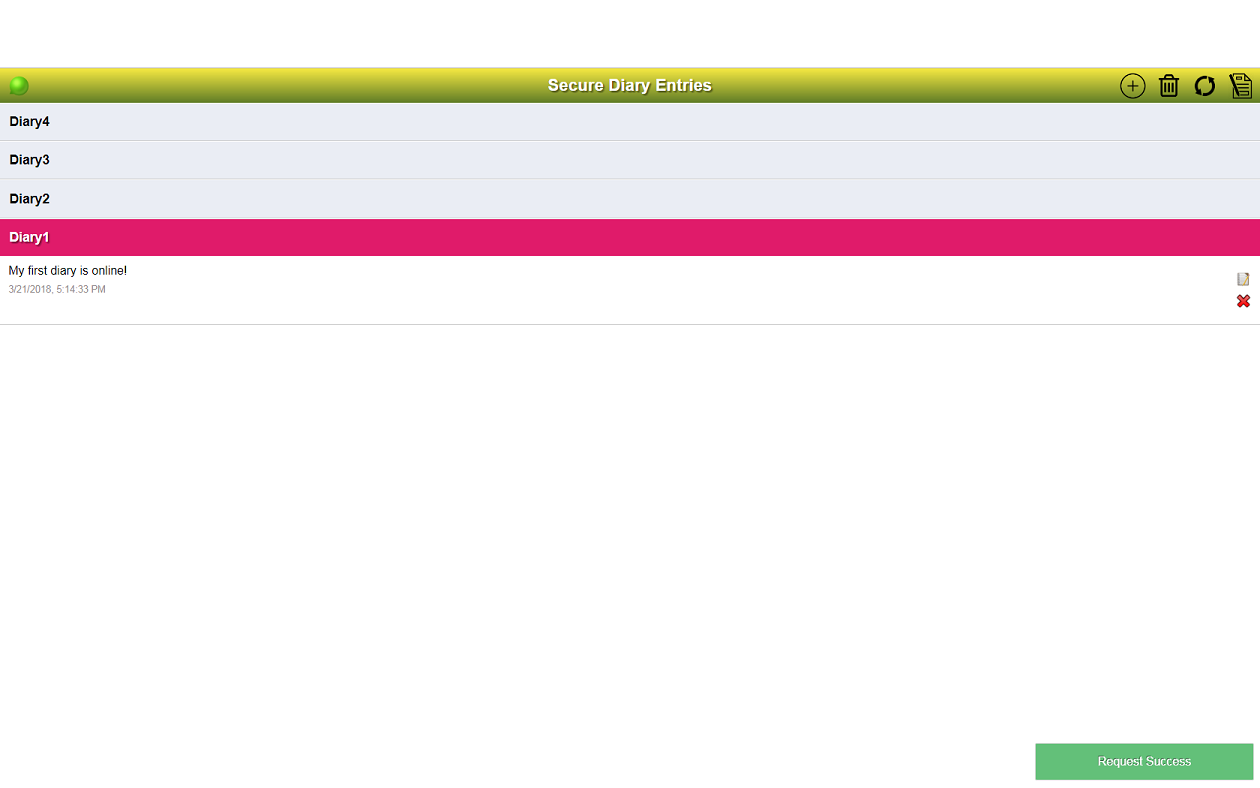 Secure Diary Entries
Diary4
Diary3
Diary2
Diary1
My first diary is online!
3/21/2018, 5:14:33 PM
Request Success